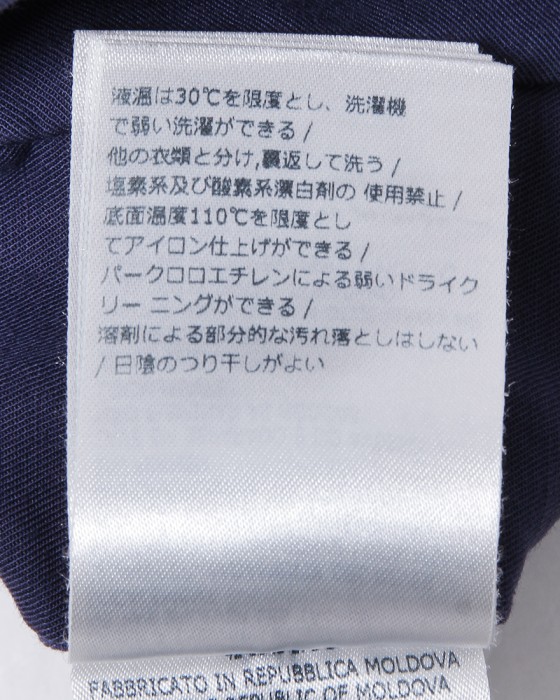 液温は30℃を限度とし、洗濯機
で弱い洗濯ができる /
他の衣類と分け,裏返して洗う /
塩素系及び酸素系漂白剤の 使用禁止 /
底面温度110℃を限度とし
てアイロン仕上げができる /
パークロロエチレンによる弱いドライク
リー ニングができる /
溶剤による部分的な汚れ落としはしない
/ 日陰のつり干しがよい
FABBRICATO IN REPUBBLICA MOLDOVA
REPUBLIC OF MOLDOVA